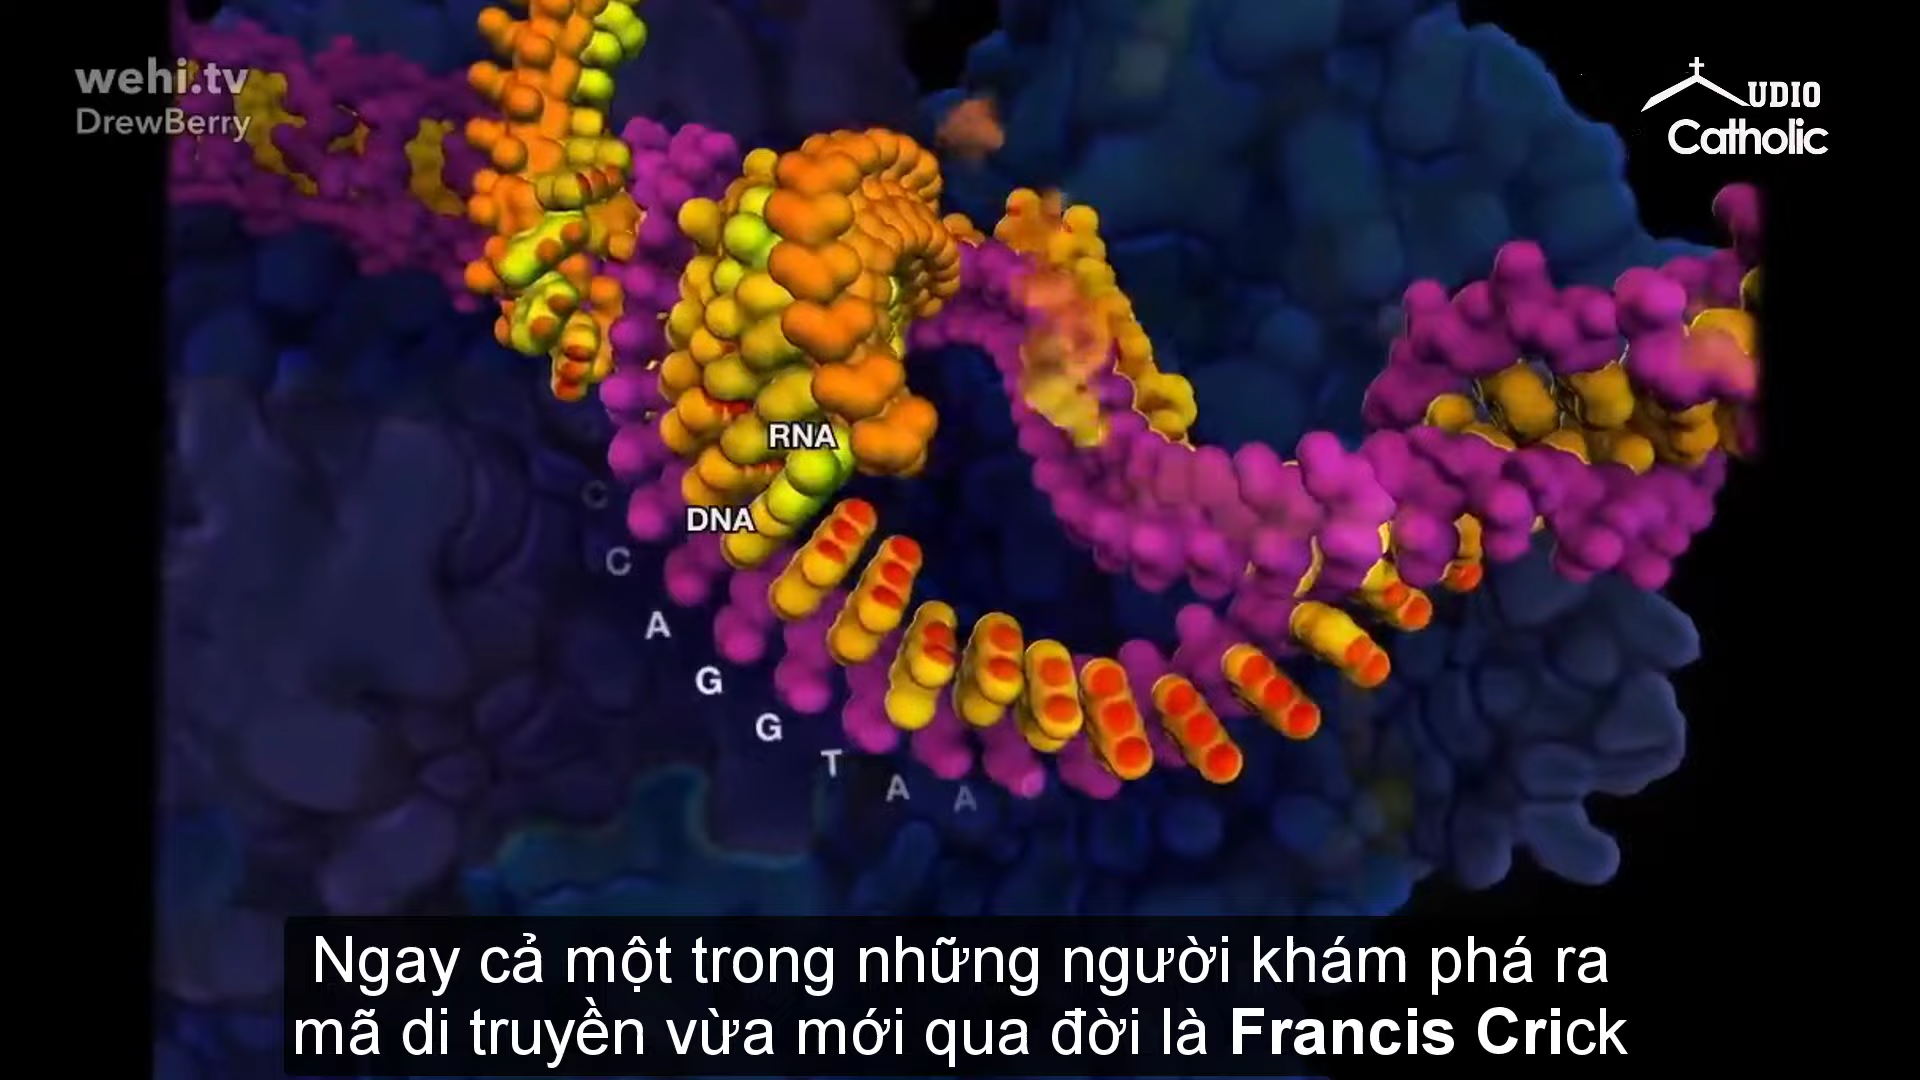 wehi.tv
DrewBerry
UDIO
Catholic
RNA
DNA
C
C
A
G
G
T
A
A
Ngay cả một trong những người khám phá ra
mã di truyền vừa mới qua đời là Francis Crick